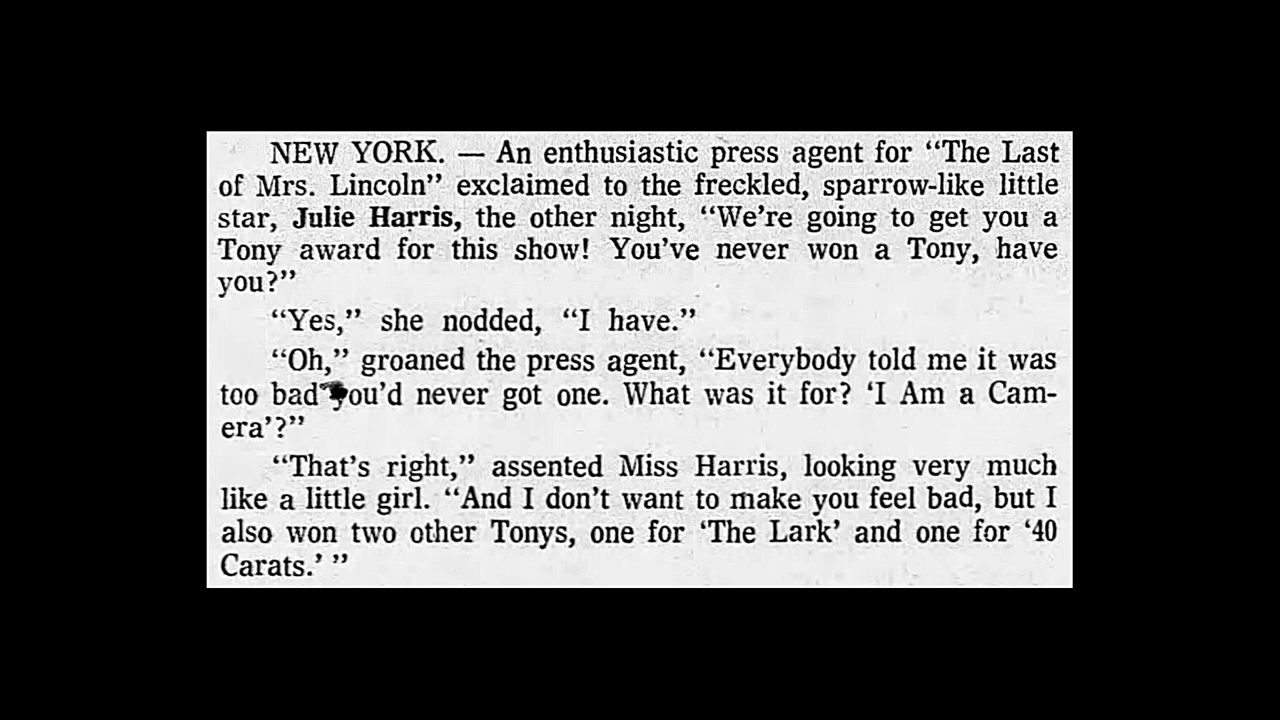 NEW YORK. — An enthusiastic press agent for “The Last
of Mrs. Lincoln” exclaimed to the freckled, sparrow-like little
star, Julie Harris, the other night, “We’re going to get you a
Tony award for this show! You’ve never won a Tony, have
you?”
“Yes,” she nodded, “I have.”
“Oh,” groaned the press agent, “Everybody told me it was
too bad you’d never got one. What was it for? ‘I Am a Cam-
era’?”
“That’s right,” assented Miss Harris, looking very much
like a little girl. “And I don’t want to make you feel bad, but I
also won two other Tonys, one for ‘The Lark’ and one for ‘40
Carats.’ ”